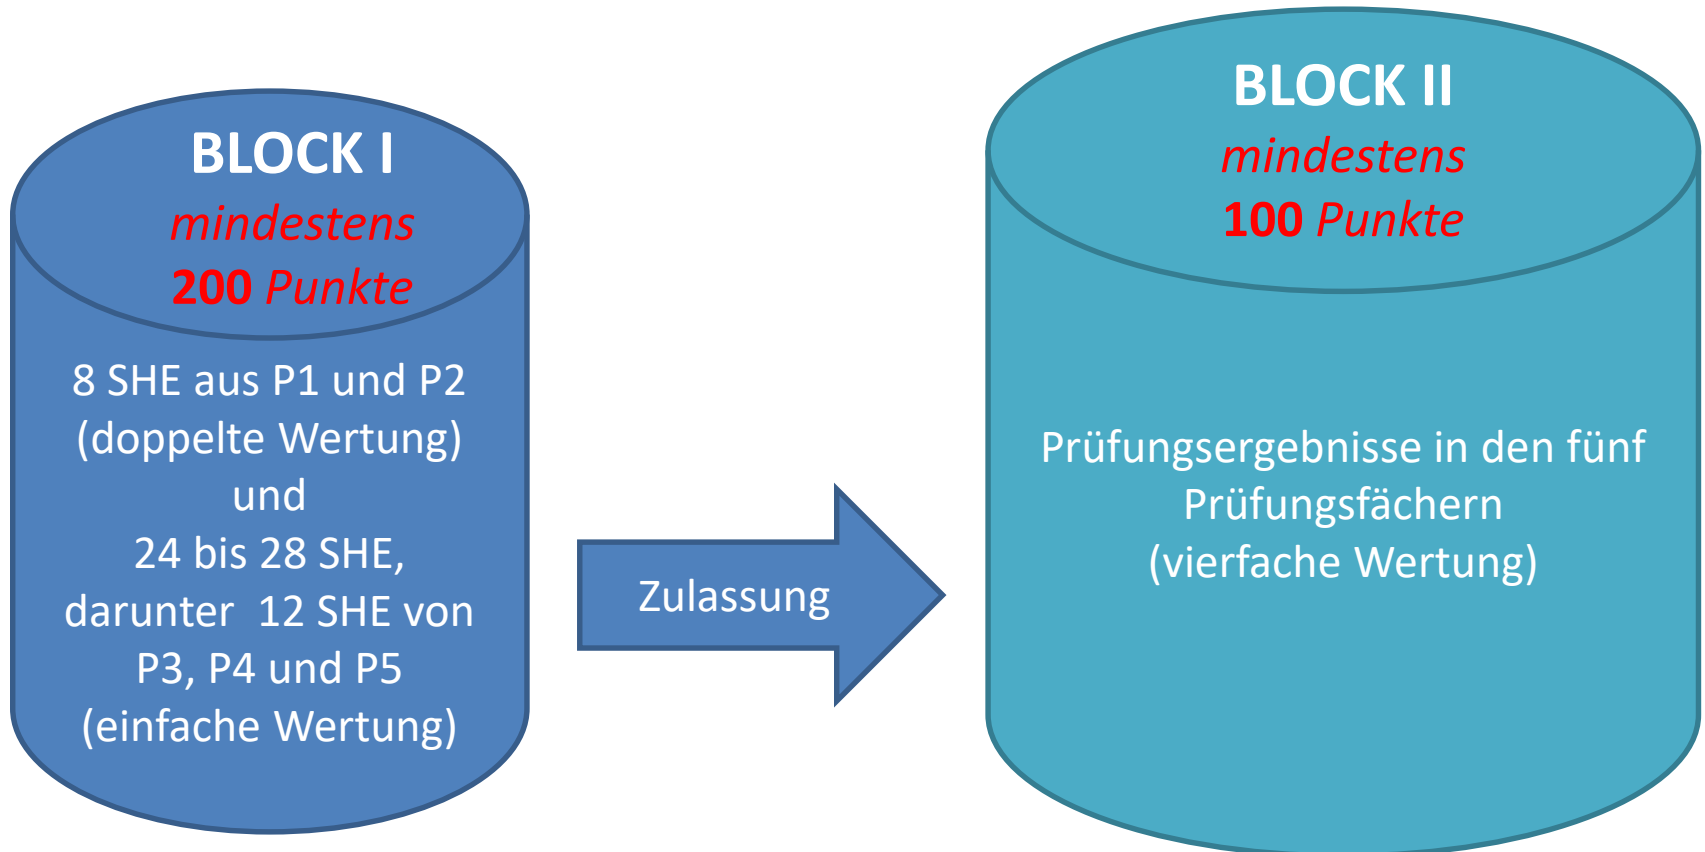 BLOCK I
mindestens
200 Punkte
8 SHE aus P1 und P2
(doppelte Wertung)
und
24 bis 28 SHE,
darunter  12 SHE von
P3, P4 und P5
(einfache Wertung)
Zulassung
BLOCK II
mindestens
100 Punkte
Prüfungsergebnisse in den fünf
Prüfungsfächern
(vierfache Wertung)